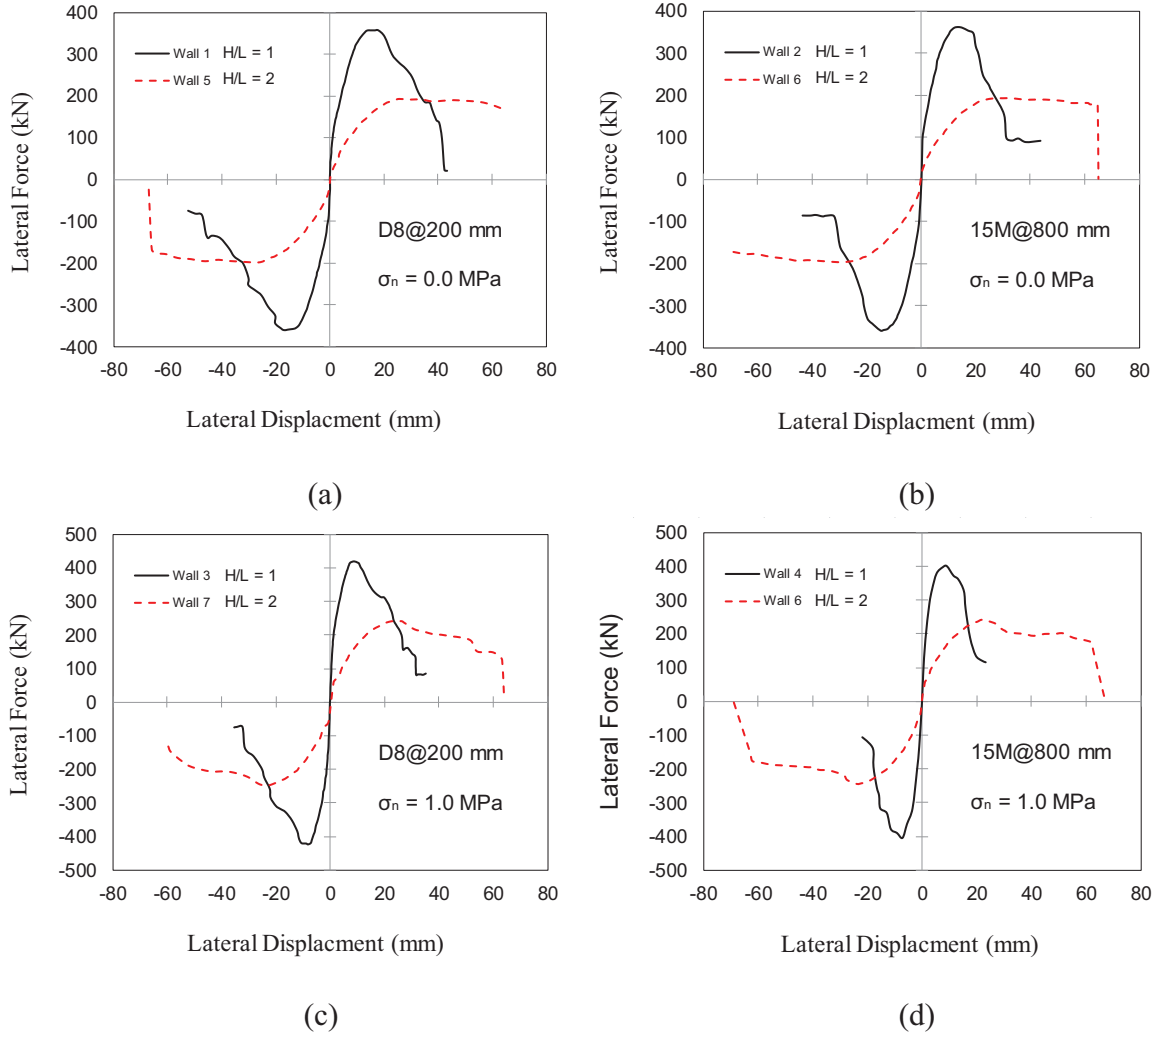 400
300
200
100
0
-100
-200
-300
-400
-80 -60 -40 -20 0 20 40 60 80
Lateral Force (kN)
Lateral Displacment (mm)
Wall 1 H/L = 1
Wall 5 H/L = 2
D8@200 mm
σn = 0.0 MPa
(a)
400
300
200
100
0
-100
-200
-300
-400
-80 -60 -40 -20 0 20 40 60 80
Lateral Force (kN)
Lateral Displacment (mm)
Wall 2 H/L = 1
Wall 6 H/L = 2
15M@800 mm
σn = 0.0 MPa
(b)
500
400
300
200
100
0
-100
-200
-300
-400
-500
-80 -60 -40 -20 0 20 40 60 80
Lateral Force (kN)
Lateral Displacment (mm)
Wall 3 H/L = 1
Wall 7 H/L = 2
D8@200 mm
σn = 1.0 MPa
(c)
500
400
300
200
100
0
-100
-200
-300
-400
-500
-80 -60 -40 -20 0 20 40 60 80
Lateral Force (kN)
Lateral Displacment (mm)
Wall 4 H/L = 1
Wall 6 H/L = 2
15M@800 mm
σn = 1.0 MPa
(d)